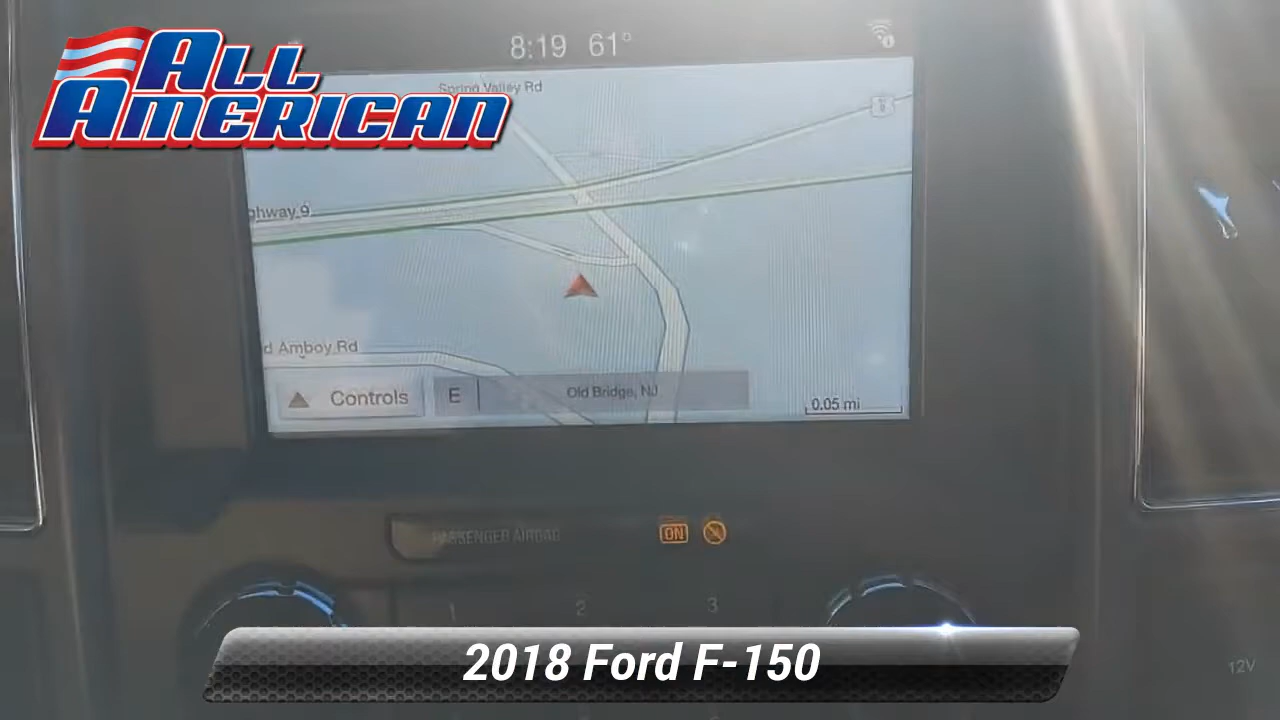 ALL
AMERICAN
8:19 61°
Spring Valley Rd
9
ghway 9
d Amboy Rd
Controls
E
Old Bridge, NJ
0.05 mi
PASSENGER AIRBAG
ON
1 2 3
2018 Ford F-150
12V